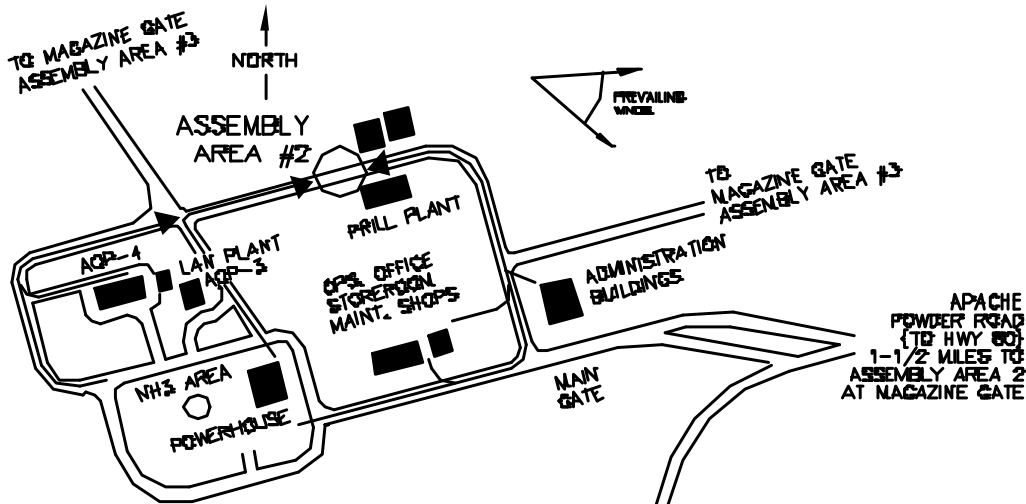 TO MAGAZINE GATE
ASSEMBLY AREA #3
NORTH
PREVAILING
WINDS
ASSEMBLY
AREA #2
TO
MAGAZINE GATE
ASSEMBLY AREA #3
PRILL PLANT
AOP-4
LAN PLANT
AOP-3
OPS. OFFICE
STOREROOM
MAINT. SHOPS
ADMINISTRATION
BUILDINGS
APACHE
POWDER ROAD
(TO HWY 80)
1-1/2 MILES TO
ASSEMBLY AREA 2
AT MAGAZINE GATE
NH3 AREA
MAIN
GATE
POWERHOUSE